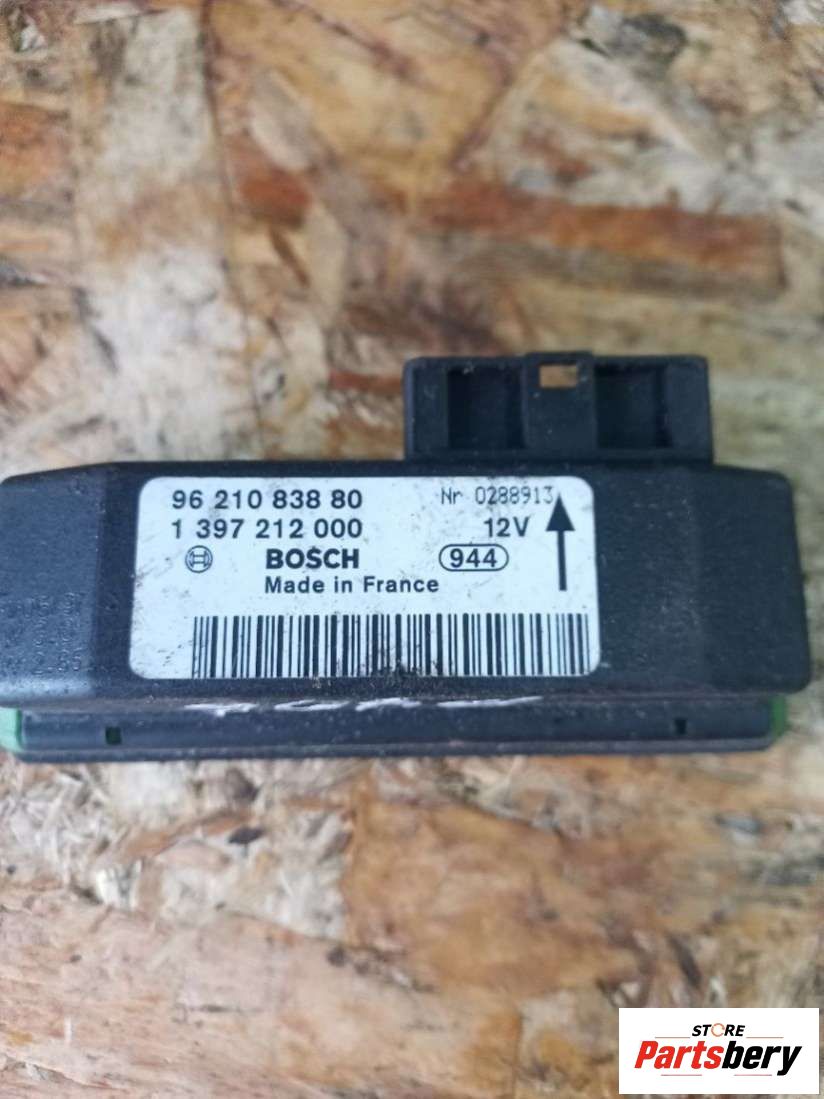 96 210 838 80 Nr 0288913
1 397 212 000 12V
BOSCH 944
Made in France
STORE
Partsbery